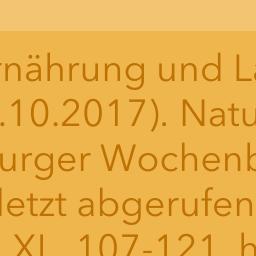 rnährung und La
.10.2017). Natu
urger Wochenb
letzt abgerufen
XI, 107-121, h